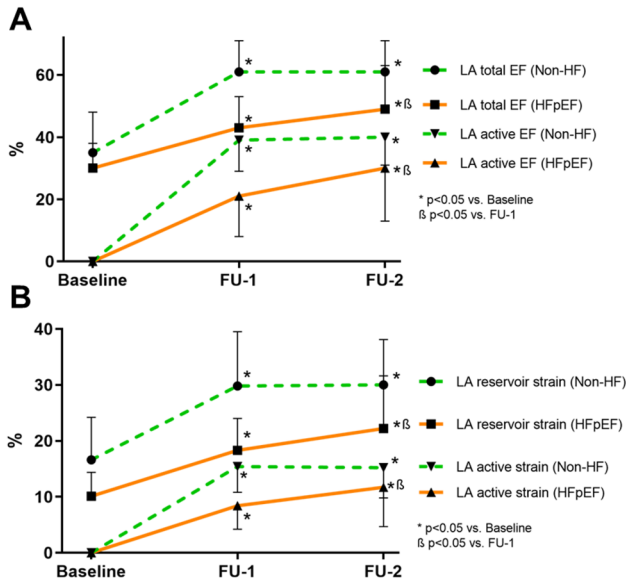 A
60
40
20
0
%
Baseline FU-1 FU-2
*
*
*
*
*
*ß
*
*ß
LA total EF (Non-HF)
LA total EF (HFpEF)
LA active EF (Non-HF)
LA active EF (HFpEF)
* p<0.05 vs. Baseline
ß p<0.05 vs. FU-1
B
40
30
20
10
0
%
Baseline FU-1 FU-2
*
*
*
*
*
*ß
*
*ß
LA reservoir strain (Non-HF)
LA reservoir strain (HFpEF)
LA active strain (Non-HF)
LA active strain (HFpEF)
* p<0.05 vs. Baseline
ß p<0.05 vs. FU-1